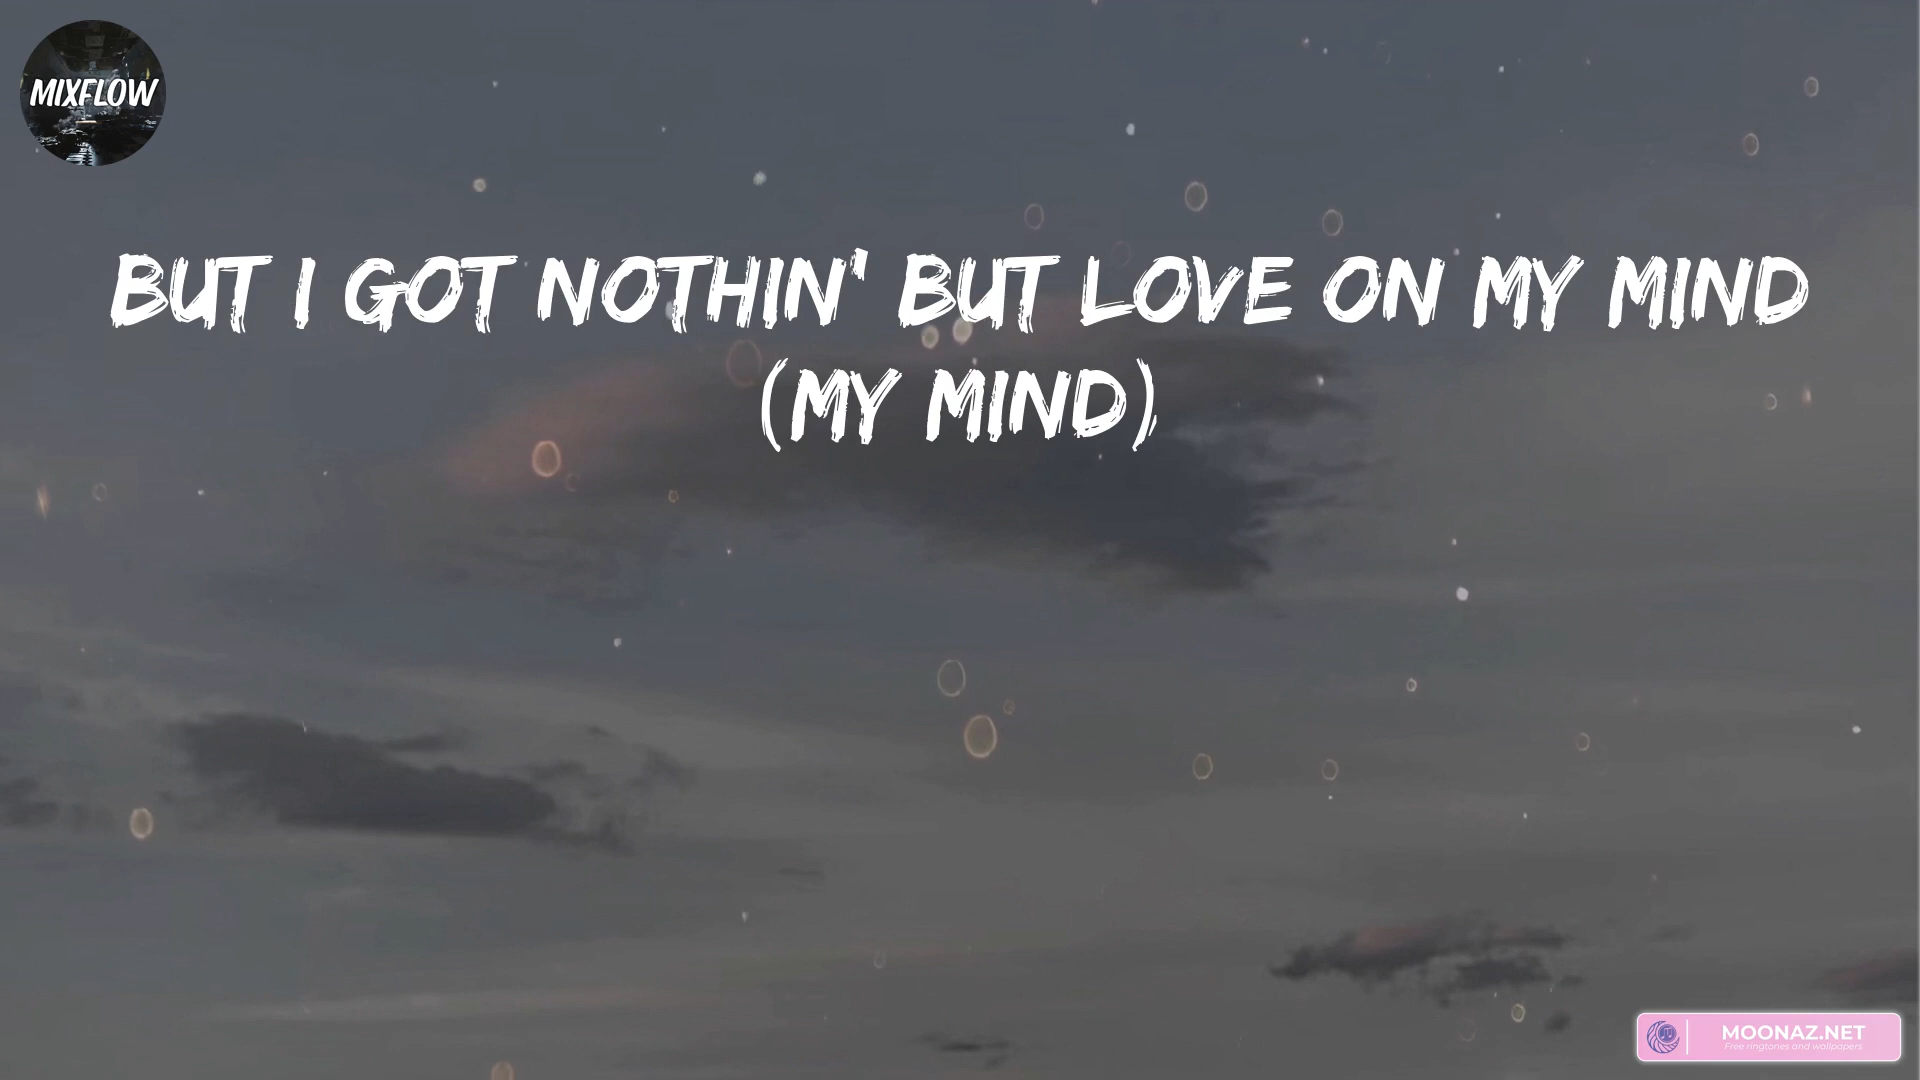 MIXFLOW
BUT I GOT NOTHIN' BUT LOVE ON MY MIND
(MY MIND)
MOONAZ.NET
Free ringtones and wallpapers